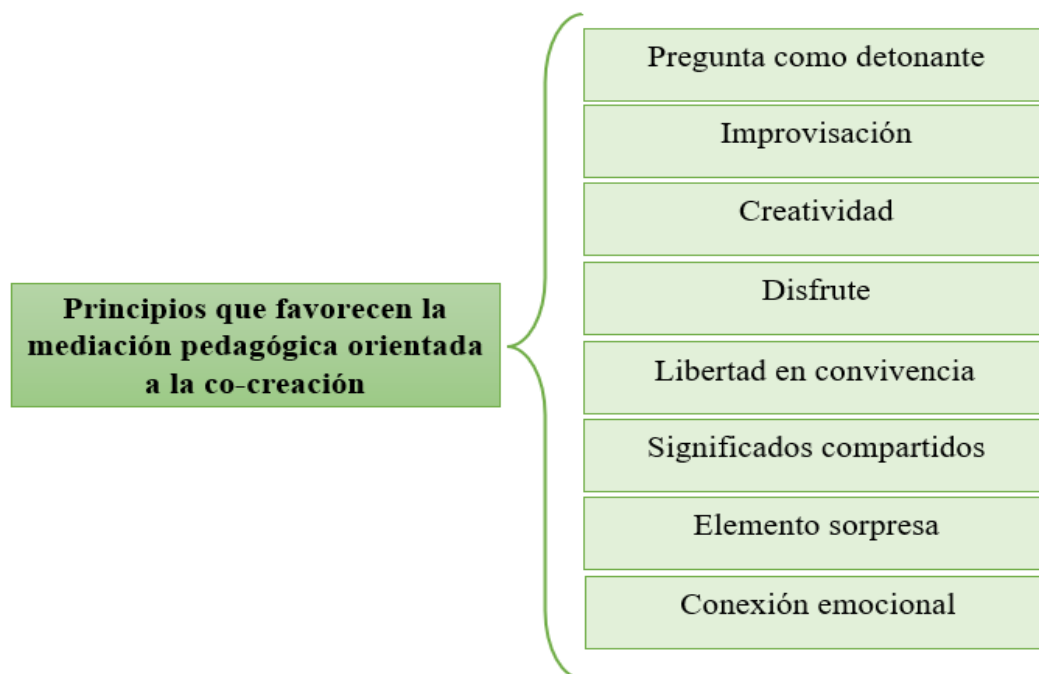 Principios que favorecen la
mediación pedagógica orientada
a la co-creación
Pregunta como detonante
Improvisación
Creatividad
Disfrute
Libertad en convivencia
Significados compartidos
Elemento sorpresa
Conexión emocional